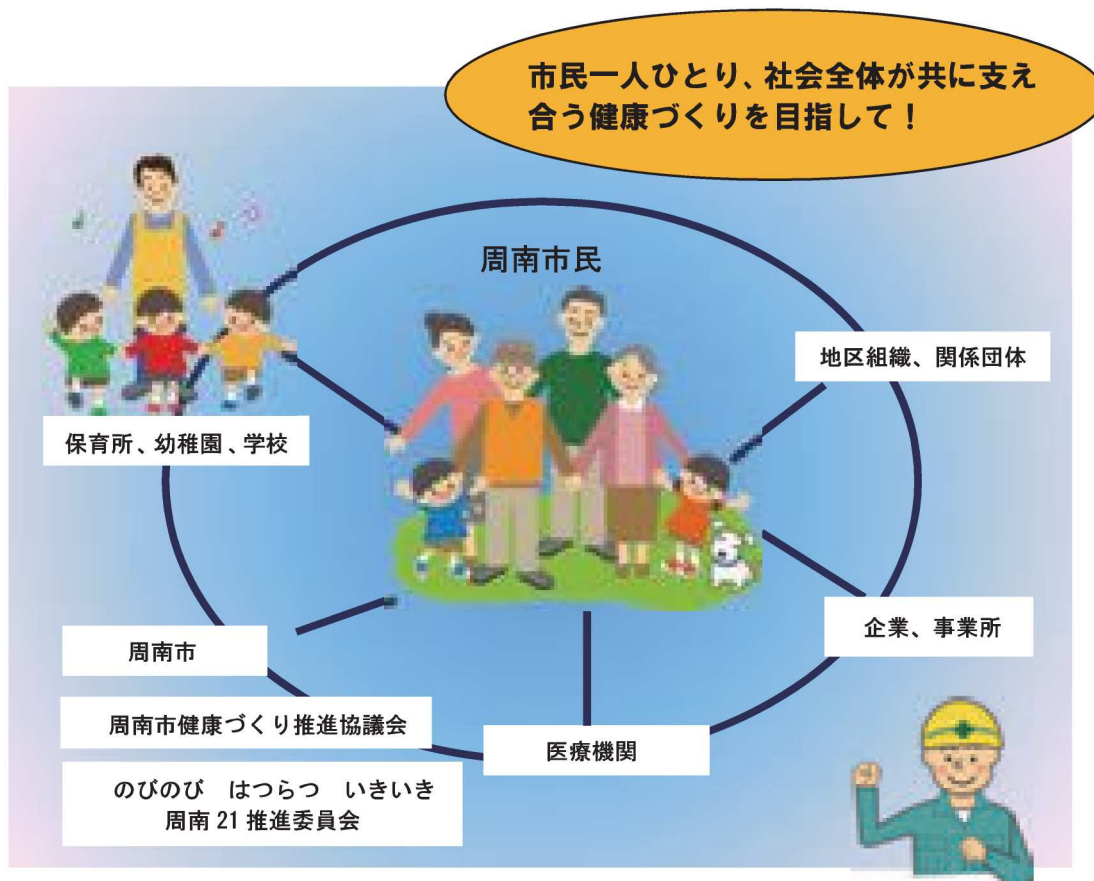 市民一人ひとり、社会全体が共に支え
合う健康づくりを目指して！
周南市民
地区組織、関係団体
保育所、幼稚園、学校
企業、事業所
周南市
周南市健康づくり推進協議会
医療機関
のびのび　はつらつ　いきいき
周南21推進委員会